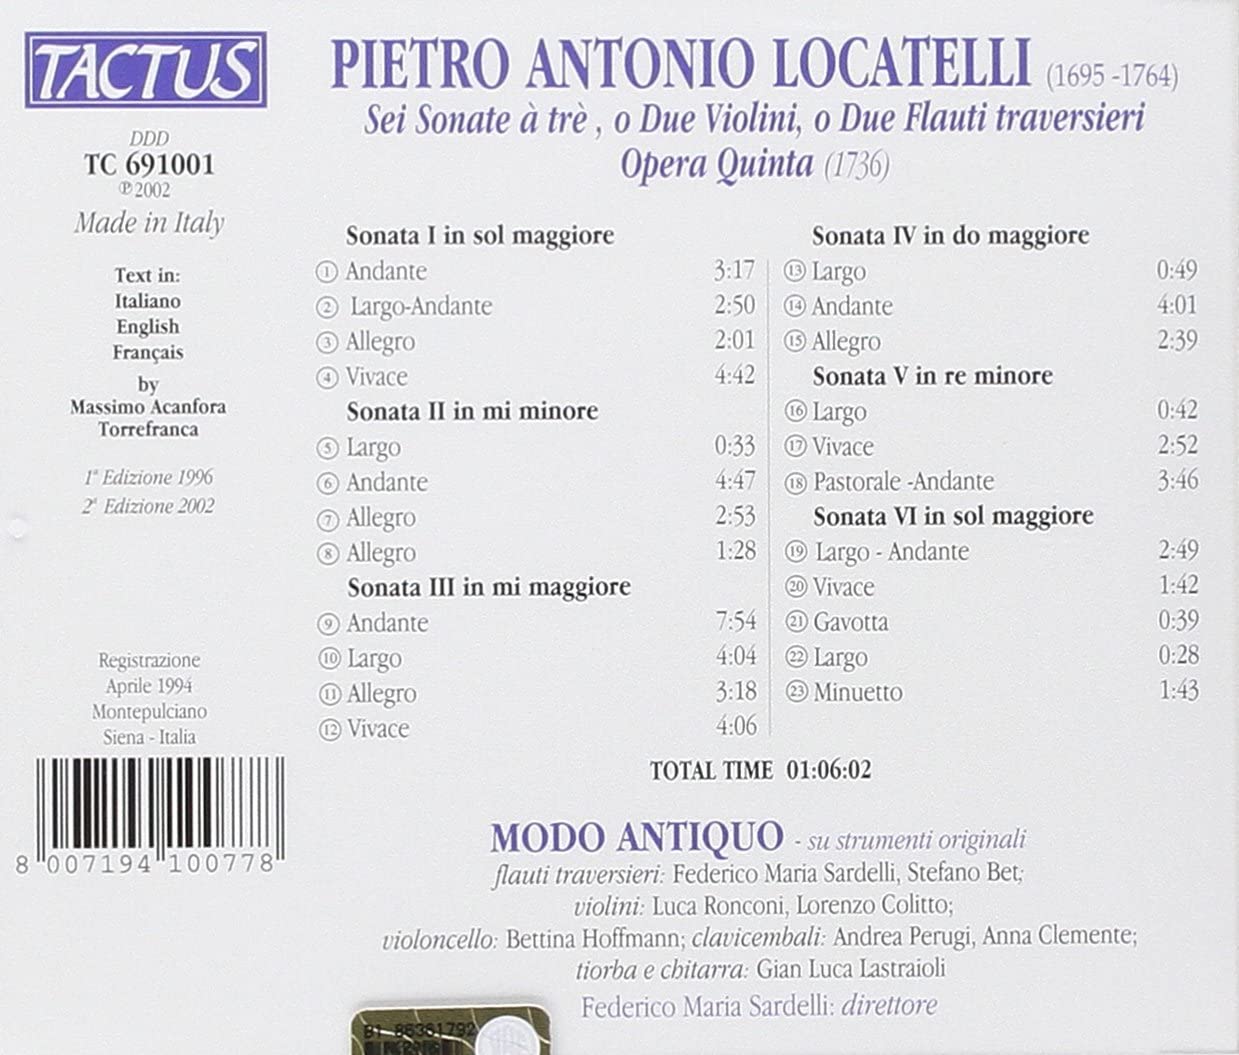 TACTUS
DDD
TC 691001
℗ 2002
Made in Italy
Text in:
Italiano
English
Français
by
Massimo Acanfora
Torrefranca
1ª Edizione 1996
2ª Edizione 2002
Registrazione
Aprile 1994
Montepulciano
Siena - Italia
8 007194 100778
PIETRO ANTONIO LOCATELLI (1695 -1764)
Sei Sonate à trè , o Due Violini, o Due Flauti traversieri
Opera Quinta (1736)
Sonata I in sol maggiore
1 Andante 3:17
2 Largo-Andante 2:50
3 Allegro 2:01
4 Vivace 4:42
Sonata II in mi minore
5 Largo 0:33
6 Andante 4:47
7 Allegro 2:53
8 Allegro 1:28
Sonata III in mi maggiore
9 Andante 7:54
10 Largo 4:04
11 Allegro 3:18
12 Vivace 4:06
Sonata IV in do maggiore
13 Largo 0:49
14 Andante 4:01
15 Allegro 2:39
Sonata V in re minore
16 Largo 0:42
17 Vivace 2:52
18 Pastorale -Andante 3:46
Sonata VI in sol maggiore
19 Largo - Andante 2:49
20 Vivace 1:42
21 Gavotta 0:39
22 Largo 0:28
23 Minuetto 1:43
TOTAL TIME 01:06:02
MODO ANTIQUO - su strumenti originali
flauti traversieri: Federico Maria Sardelli, Stefano Bet;
violini: Luca Ronconi, Lorenzo Colitto;
violoncello: Bettina Hoffmann; clavicembali: Andrea Perugi, Anna Clemente;
tiorba e chitarra: Gian Luca Lastraioli
Federico Maria Sardelli: direttore